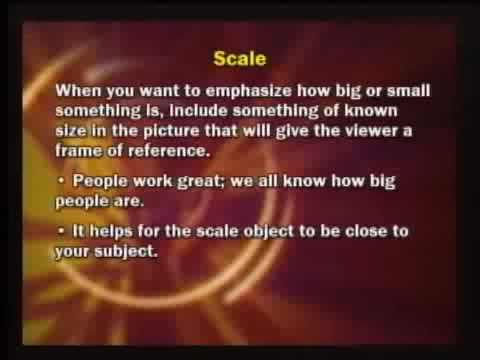 Scale
When you want to emphasize how big or small
something is, include something of known
size in the picture that will give the viewer a
frame of reference.
• People work great; we all know how big
people are.
• It helps for the scale object to be close to
your subject.